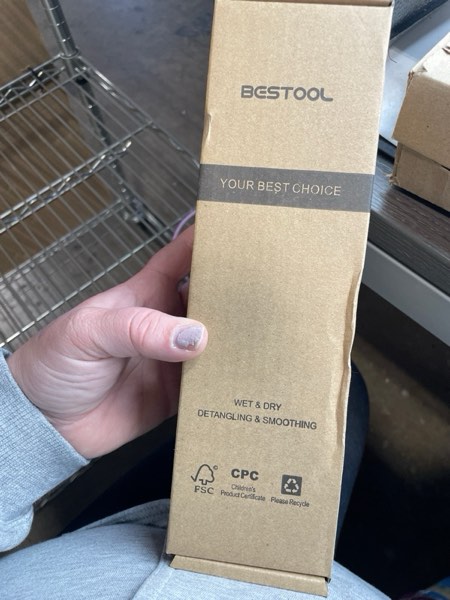 BESTOOL
YOUR BEST CHOICE
WET & DRY
DETANGLING & SMOOTHING
FSC
CPC
Children's
Product Certificate
Please Recycle